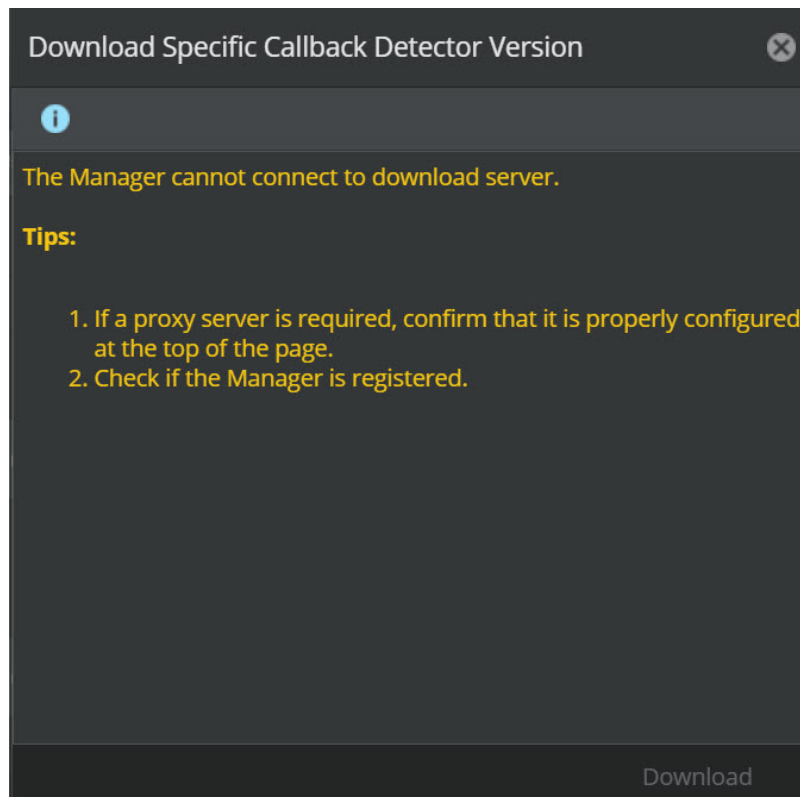 Download Specific Callback Detector Version
The Manager cannot connect to download server.
Tips:
1. If a proxy server is required, confirm that it is properly configured
at the top of the page.
2. Check if the Manager is registered.
Download